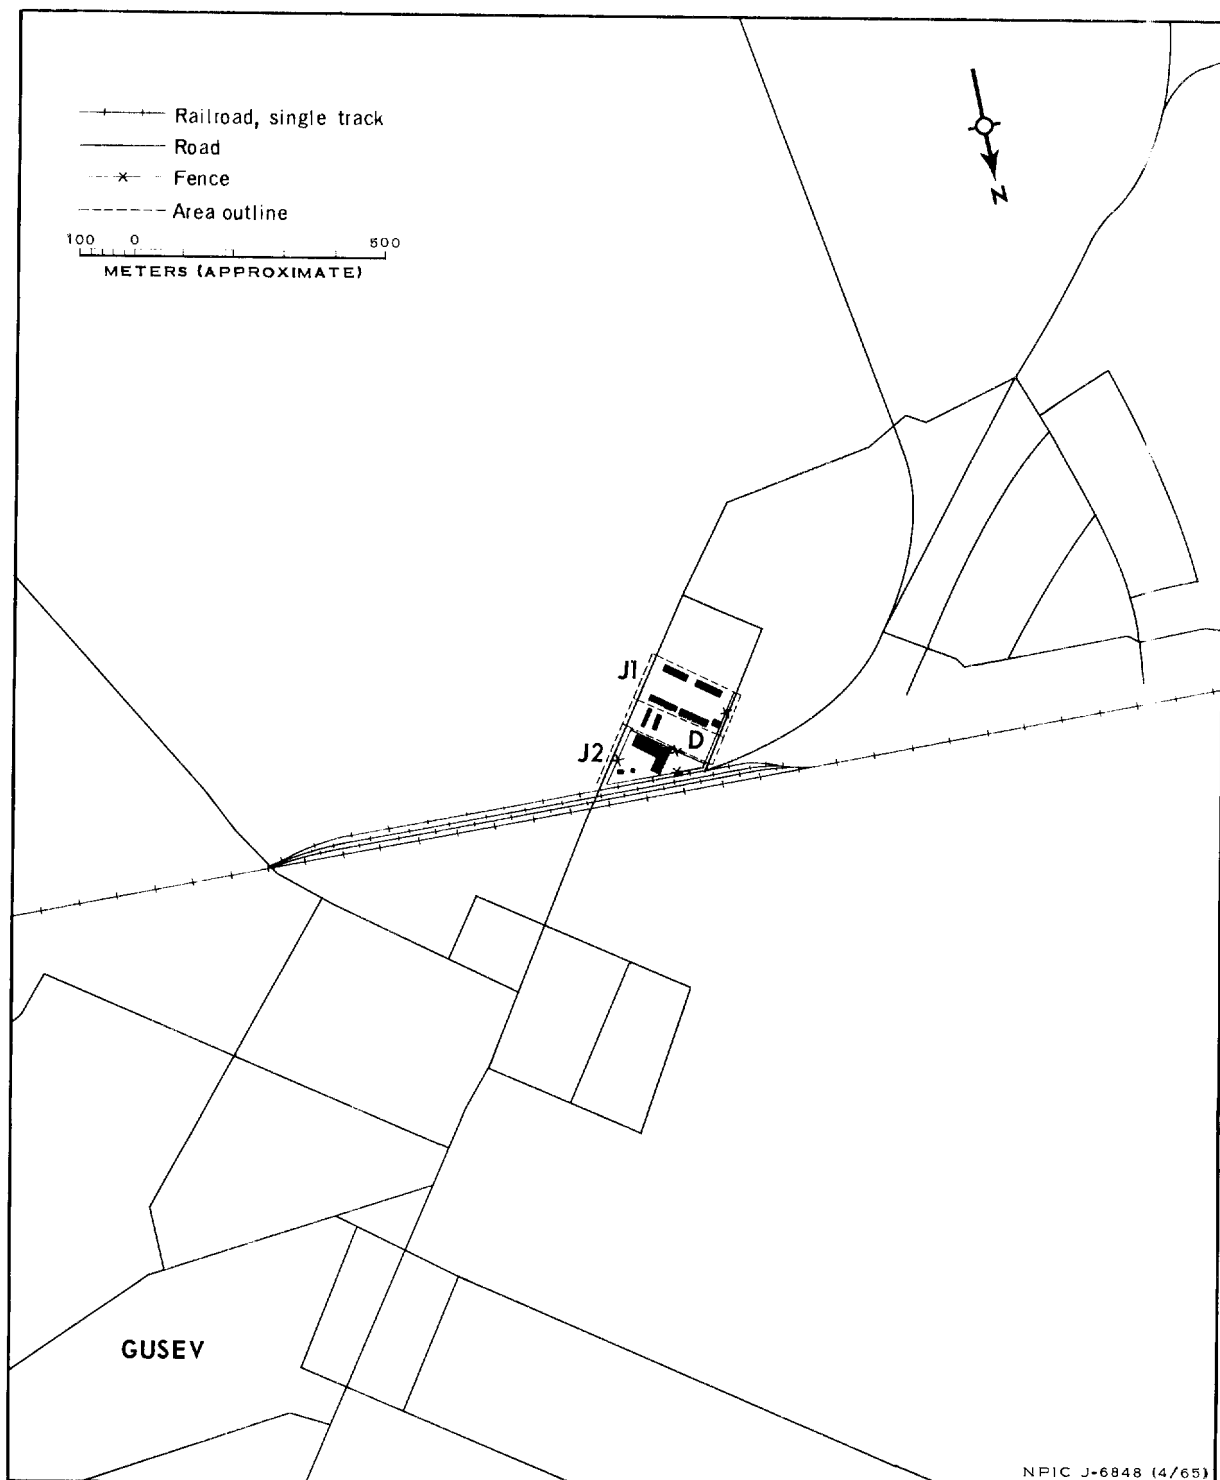 Railroad, single track
Road
Fence
Area outline
100 0 500
METERS (APPROXIMATE)
N
J1
D
J2
GUSEV
NPIC J-6848 (4/65)